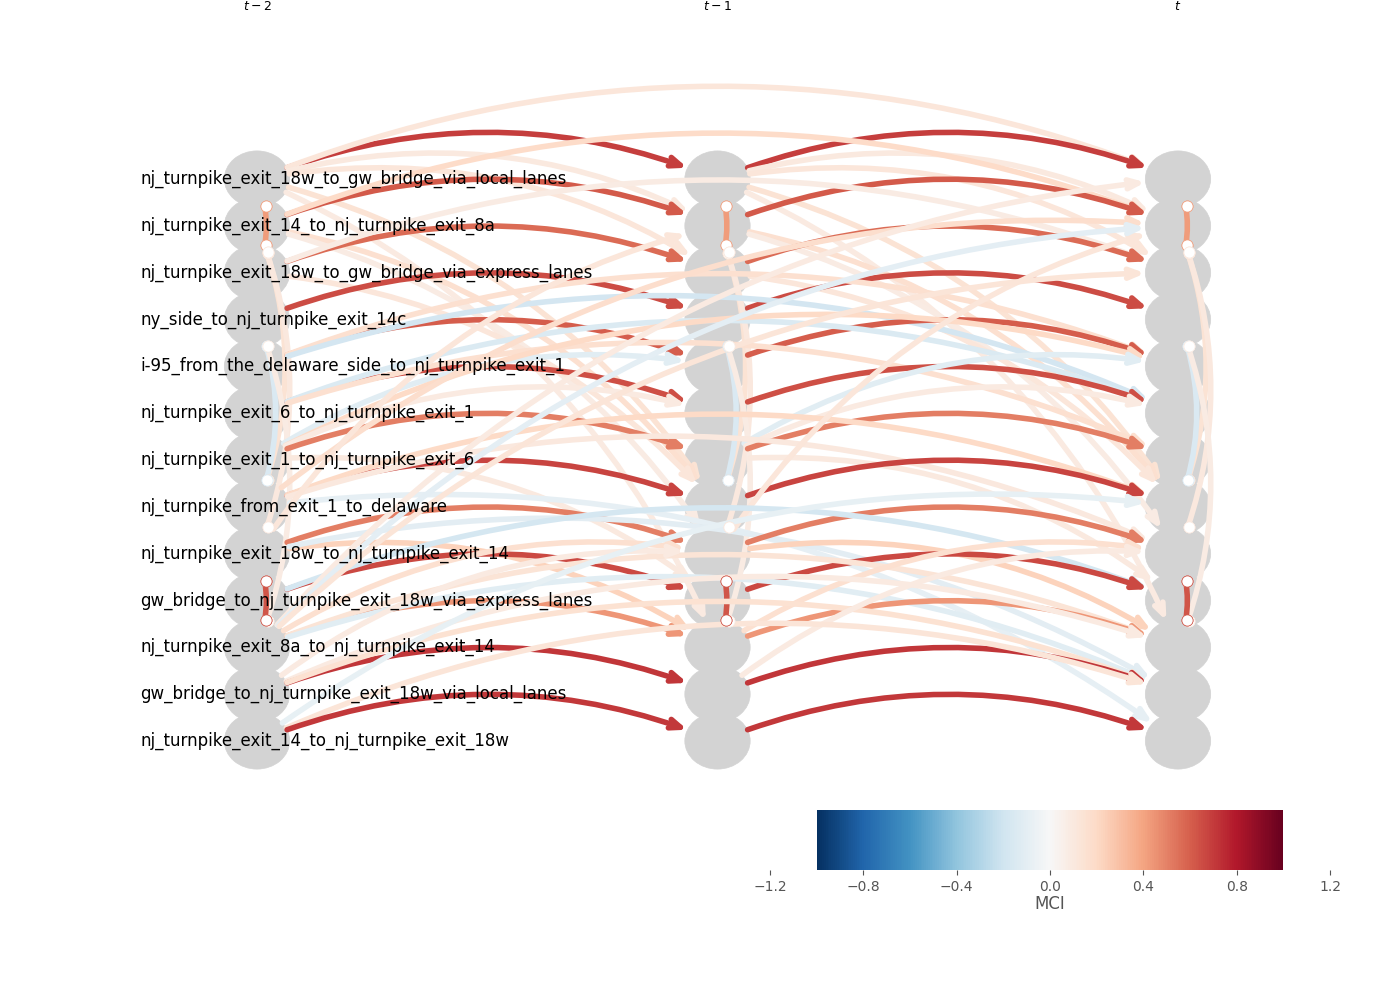 t − 2
t − 1
t
nj_turnpike_exit_18w_to_gw_bridge_via_local_lanes
nj_turnpike_exit_14_to_nj_turnpike_exit_8a
nj_turnpike_exit_18w_to_gw_bridge_via_express_lanes
ny_side_to_nj_turnpike_exit_14c
i-95_from_the_delaware_side_to_nj_turnpike_exit_1
nj_turnpike_exit_6_to_nj_turnpike_exit_1
nj_turnpike_exit_1_to_nj_turnpike_exit_6
nj_turnpike_from_exit_1_to_delaware
nj_turnpike_exit_18w_to_nj_turnpike_exit_14
gw_bridge_to_nj_turnpike_exit_18w_via_express_lanes
nj_turnpike_exit_8a_to_nj_turnpike_exit_14
gw_bridge_to_nj_turnpike_exit_18w_via_local_lanes
nj_turnpike_exit_14_to_nj_turnpike_exit_18w
−1.2 −0.8 −0.4 0.0 0.4 0.8 1.2
MCI